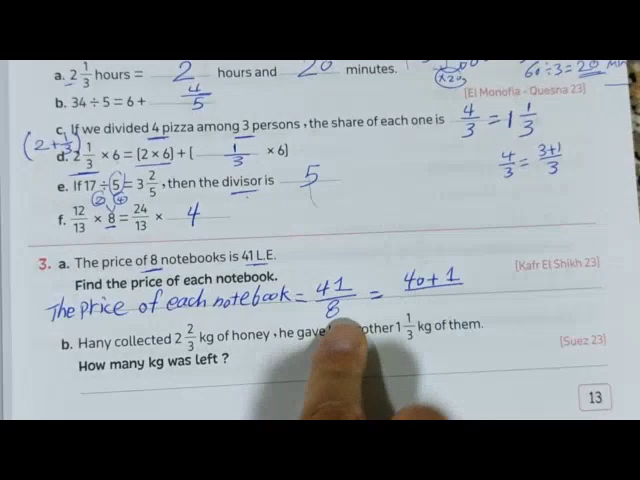 a. 2 1/3 hours = 2 hours and 20 minutes.
60 ÷ 3 = 20
b. 34 ÷ 5 = 6 + 4/5
[El Monofia - Quesna 23]
c. If we divided 4 pizza among 3 persons, the share of each one is 4/3 = 1 1/3
(2 + 1/3)
d. 2 1/3 × 6 = [2 × 6] + [ 1/3 × 6]
4/3 = 3+1/3
e. If 17 ÷ 5 = 3 2/5, then the divisor is 5
f. 12/13 × 8 = 24/13 × 4
3. a. The price of 8 notebooks is 41 L.E.
[Kafr El Shikh 23]
Find the price of each notebook.
The price of each notebook = 41/8 = 40+1
b. Hany collected 2 2/3 kg of honey, he gave other 1 1/3 kg of them.
[Suez 23]
How many kg was left?
13